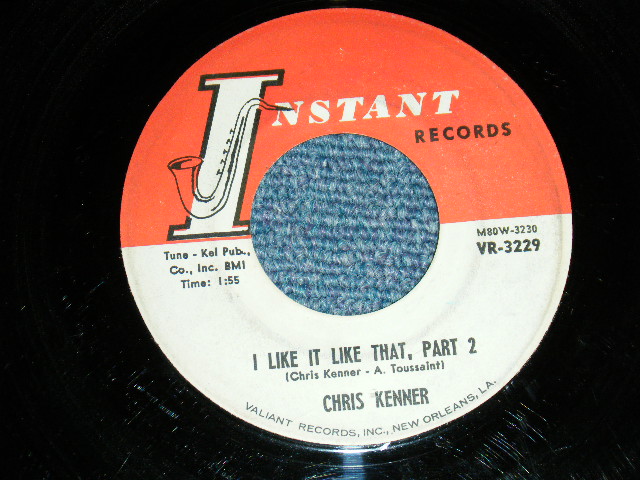 INSTANT
RECORDS
M80W-3230
VR-3229
Tune - Kel Pub.,
Co., Inc. BMI
Time: 1:55
I LIKE IT LIKE THAT, PART 2
(Chris Kenner - A. Toussaint)
CHRIS KENNER
VALIANT RECORDS, INC., NEW ORLEANS, LA.